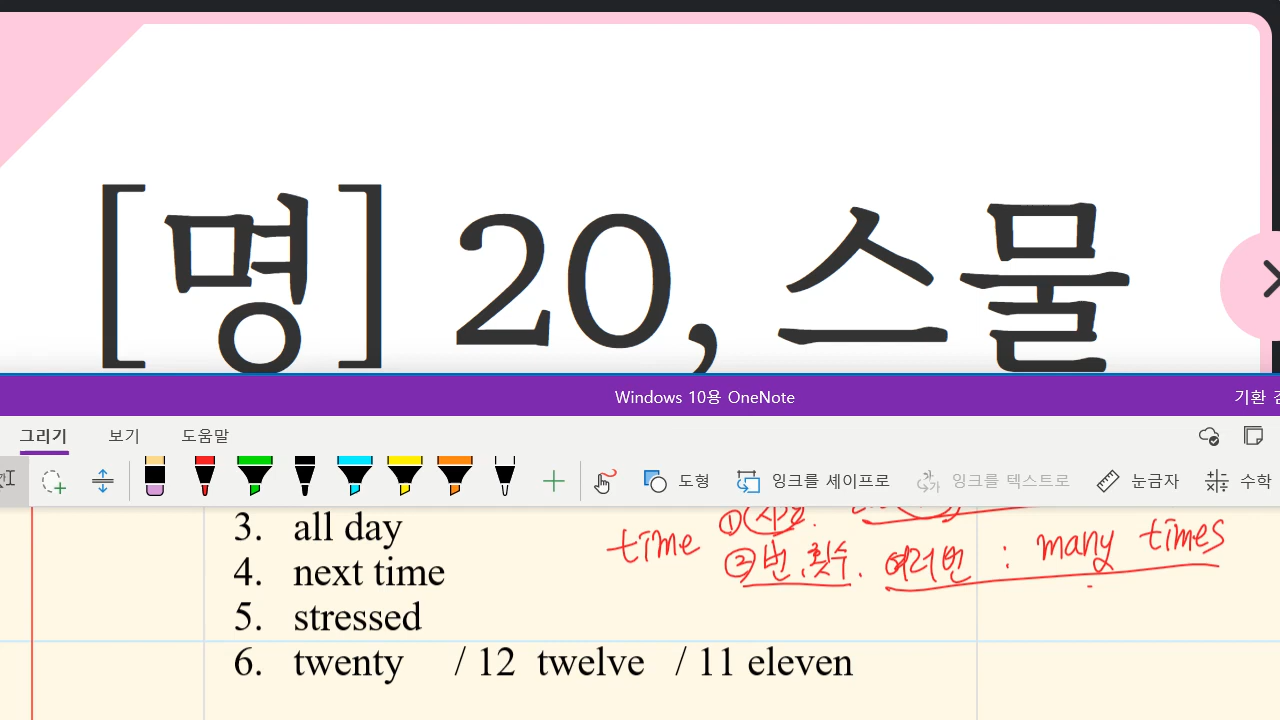 [명] 20, 스물
Windows 10용 OneNote
기환
그리기 보기 도움말
도형 잉크를 셰이프로 잉크를 텍스트로 눈금자 수학
3. all day
4. next time
5. stressed
6. twenty / 12 twelve / 11 eleven
time ① 시간.
② 번, 횟수. 여러번 : many times